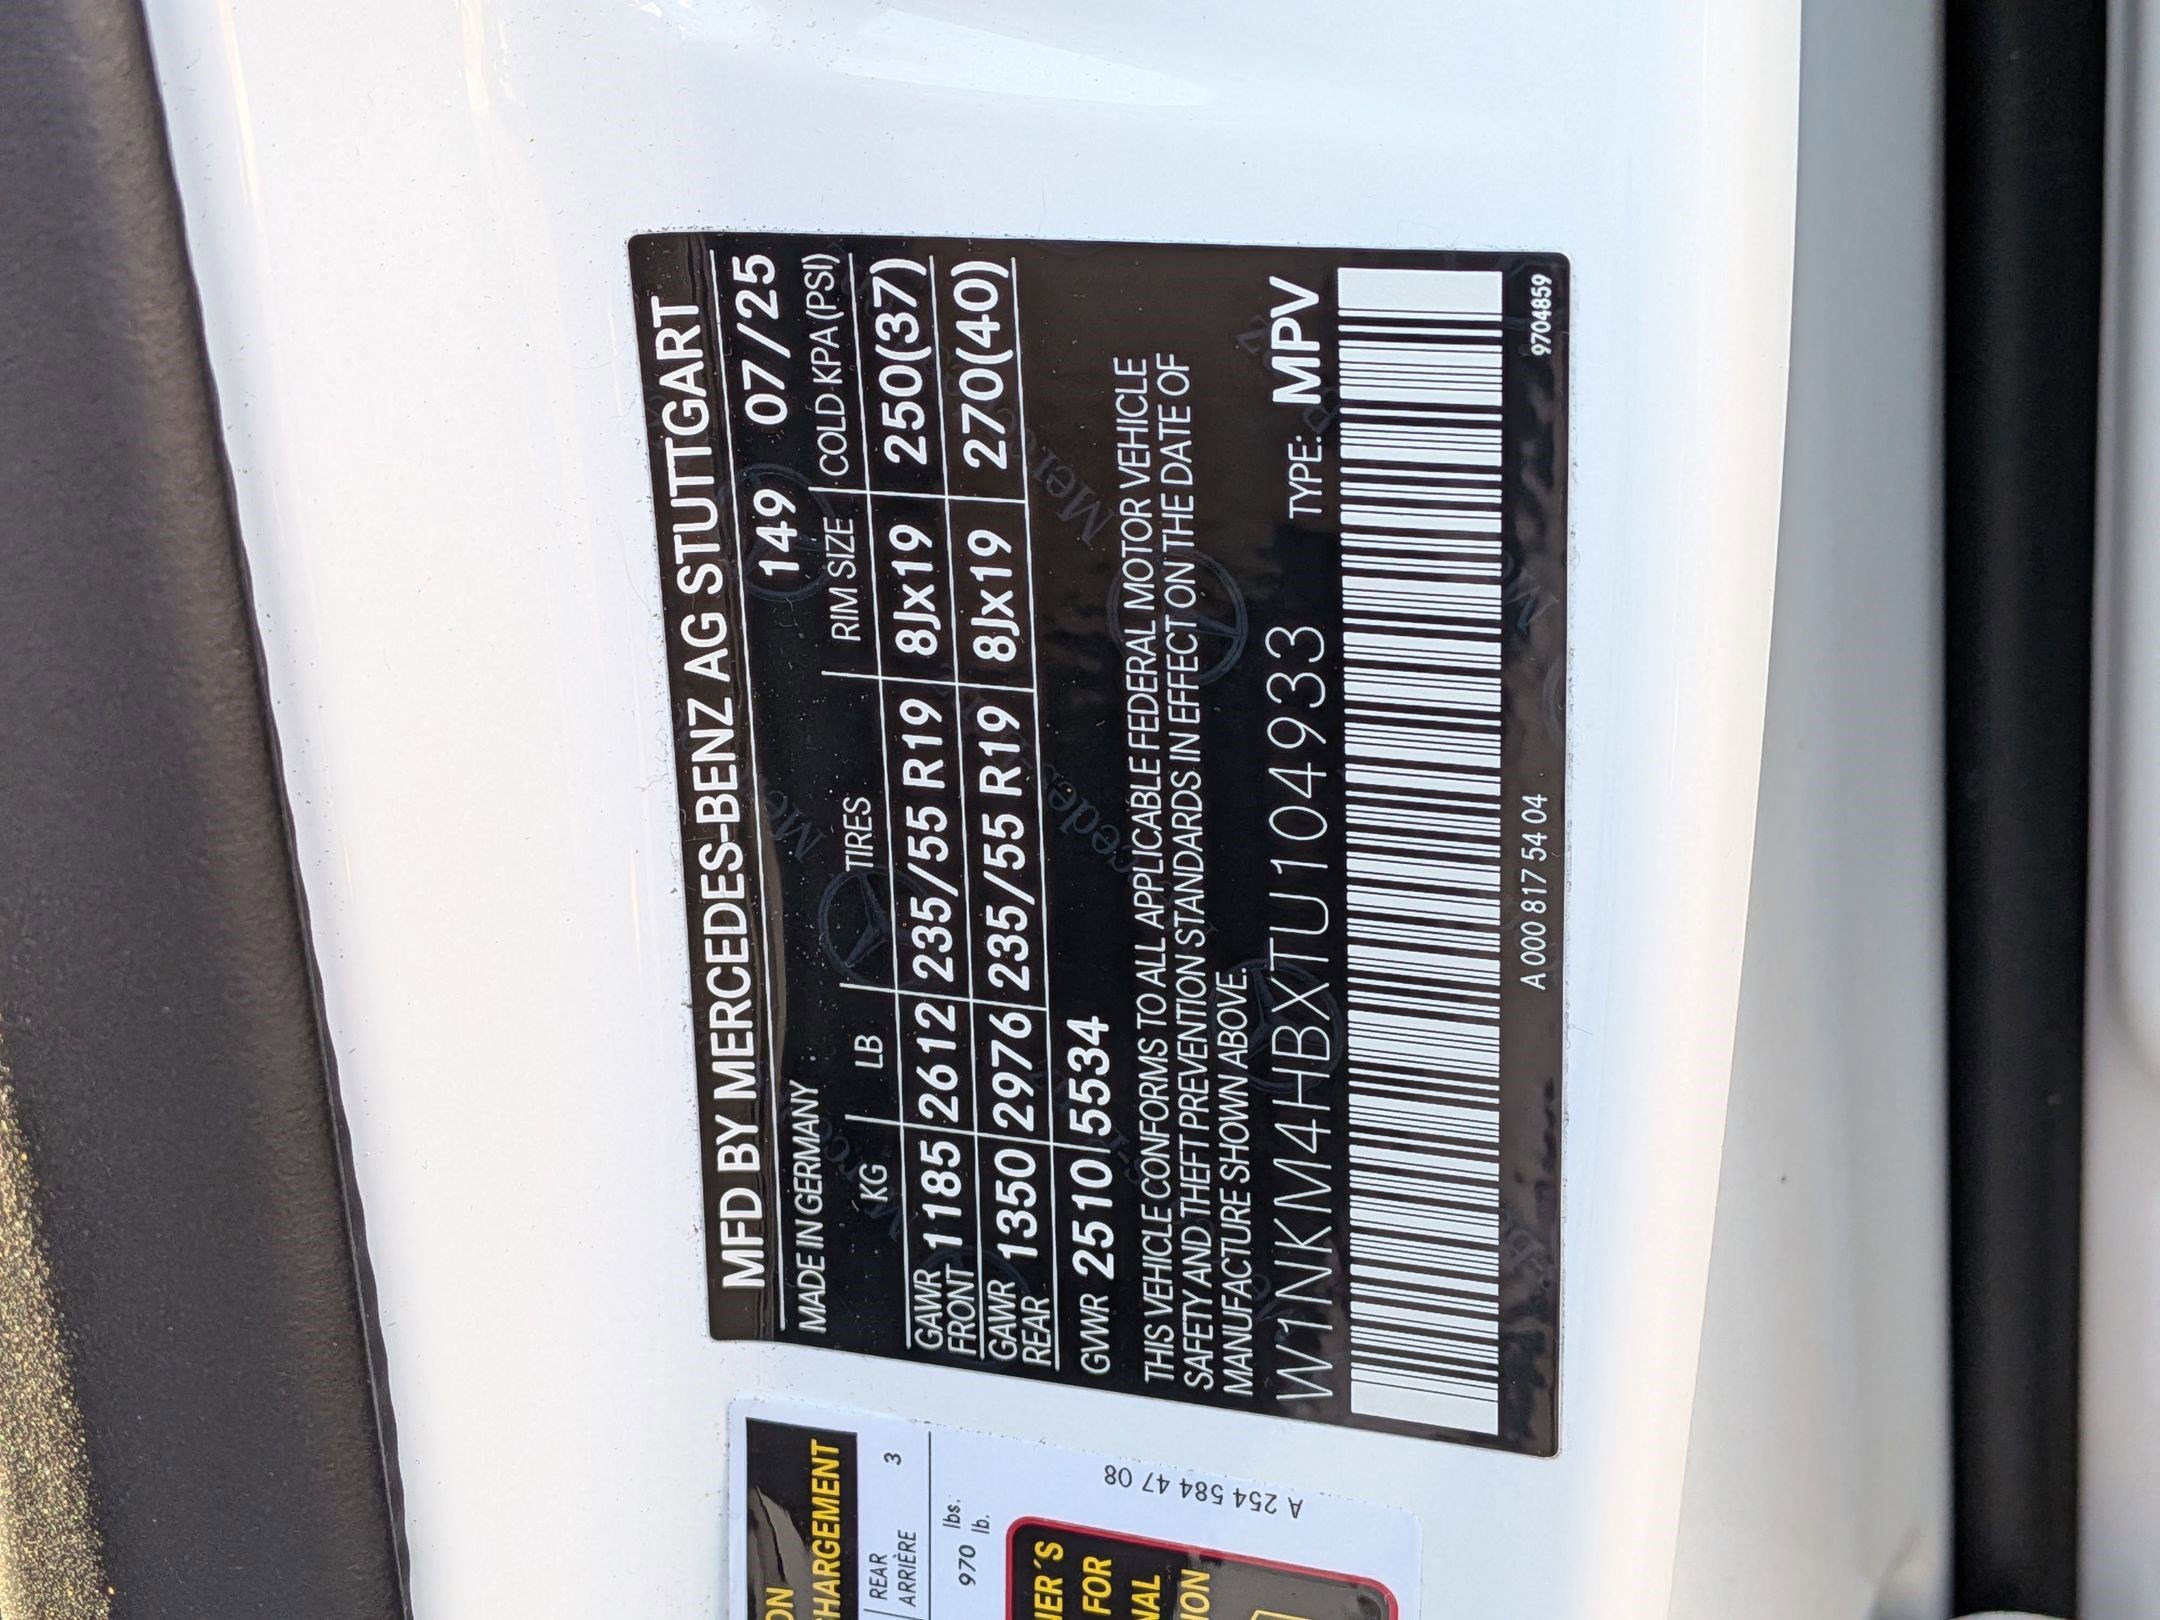 MFD BY MERCEDES-BENZ AG STUTTGART
MADE IN GERMANY 149 07/25
KG LB TIRES RIM SIZE COLD KPA (PSI)
GAWR FRONT 1185 2612 235/55 R19 8Jx19 250(37)
GAWR REAR 1350 2976 235/55 R19 8Jx19 270(40)
GVWR 2510 5534
THIS VEHICLE CONFORMS TO ALL APPLICABLE FEDERAL MOTOR VEHICLE
SAFETY AND THEFT PREVENTION STANDARDS IN EFFECT ON THE DATE OF
MANUFACTURE SHOWN ABOVE.
W1NKM4HBXTU104933 TYPE: MPV
A 000 817 54 04 9704859
REAR 3
ARRIÈRE
970 lbs.
lb.
A 254 584 47 08
FOR